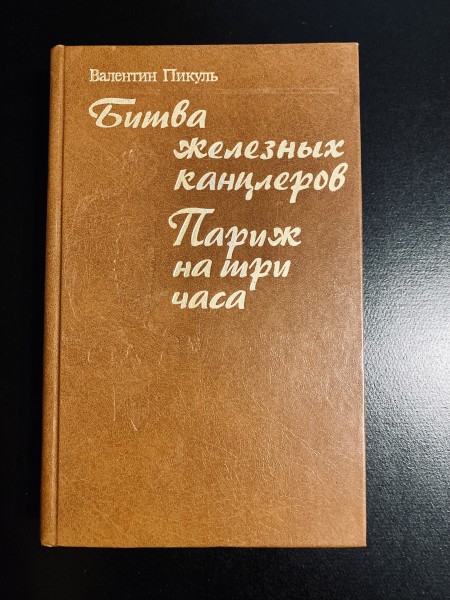 Валентин Пикуль
Битва
железных
канцлеров
Париж
на три
часа